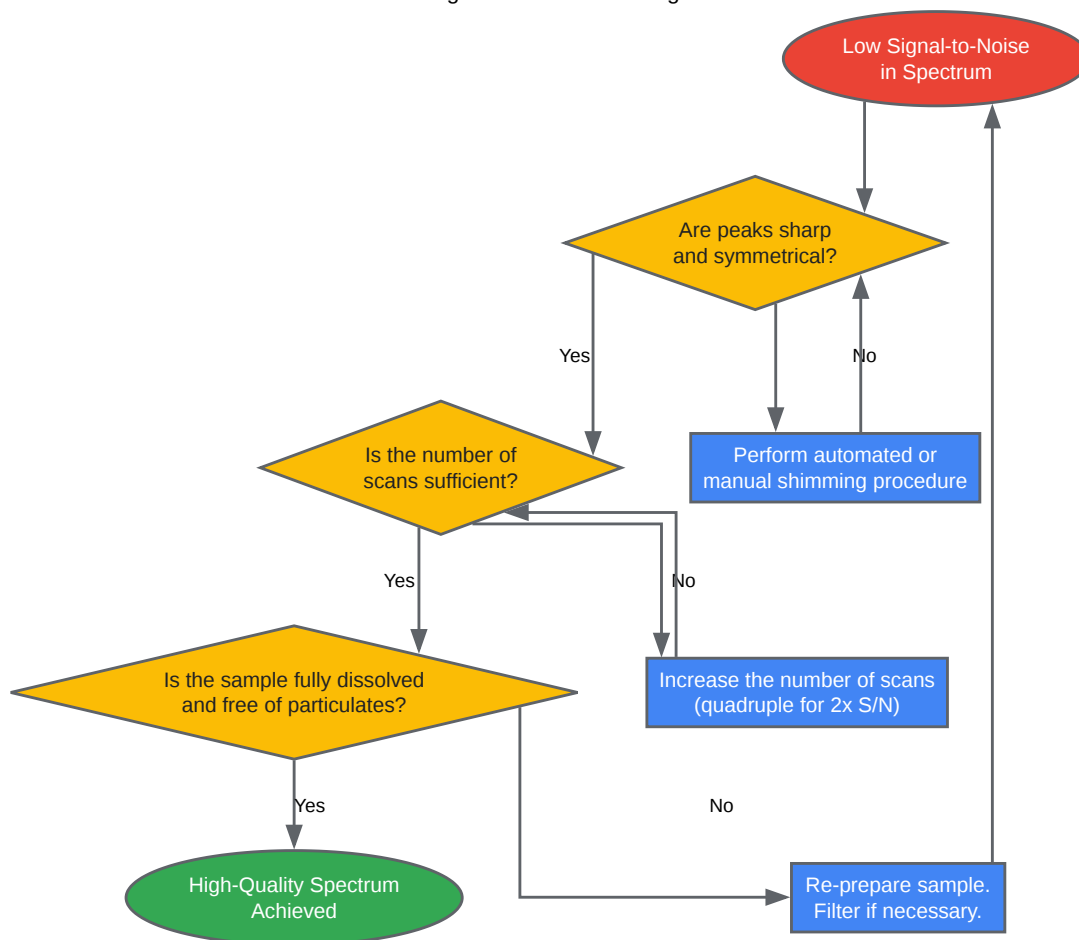 Low Signal-to-Noise
in Spectrum
Are peaks sharp
and symmetrical?
Yes
No
Is the number of
scans sufficient?
Perform automated or
manual shimming procedure
Yes
No
Is the sample fully dissolved
and free of particulates?
Increase the number of scans
(quadruple for 2x S/N)
Yes
No
High-Quality Spectrum
Achieved
Re-prepare sample.
Filter if necessary.